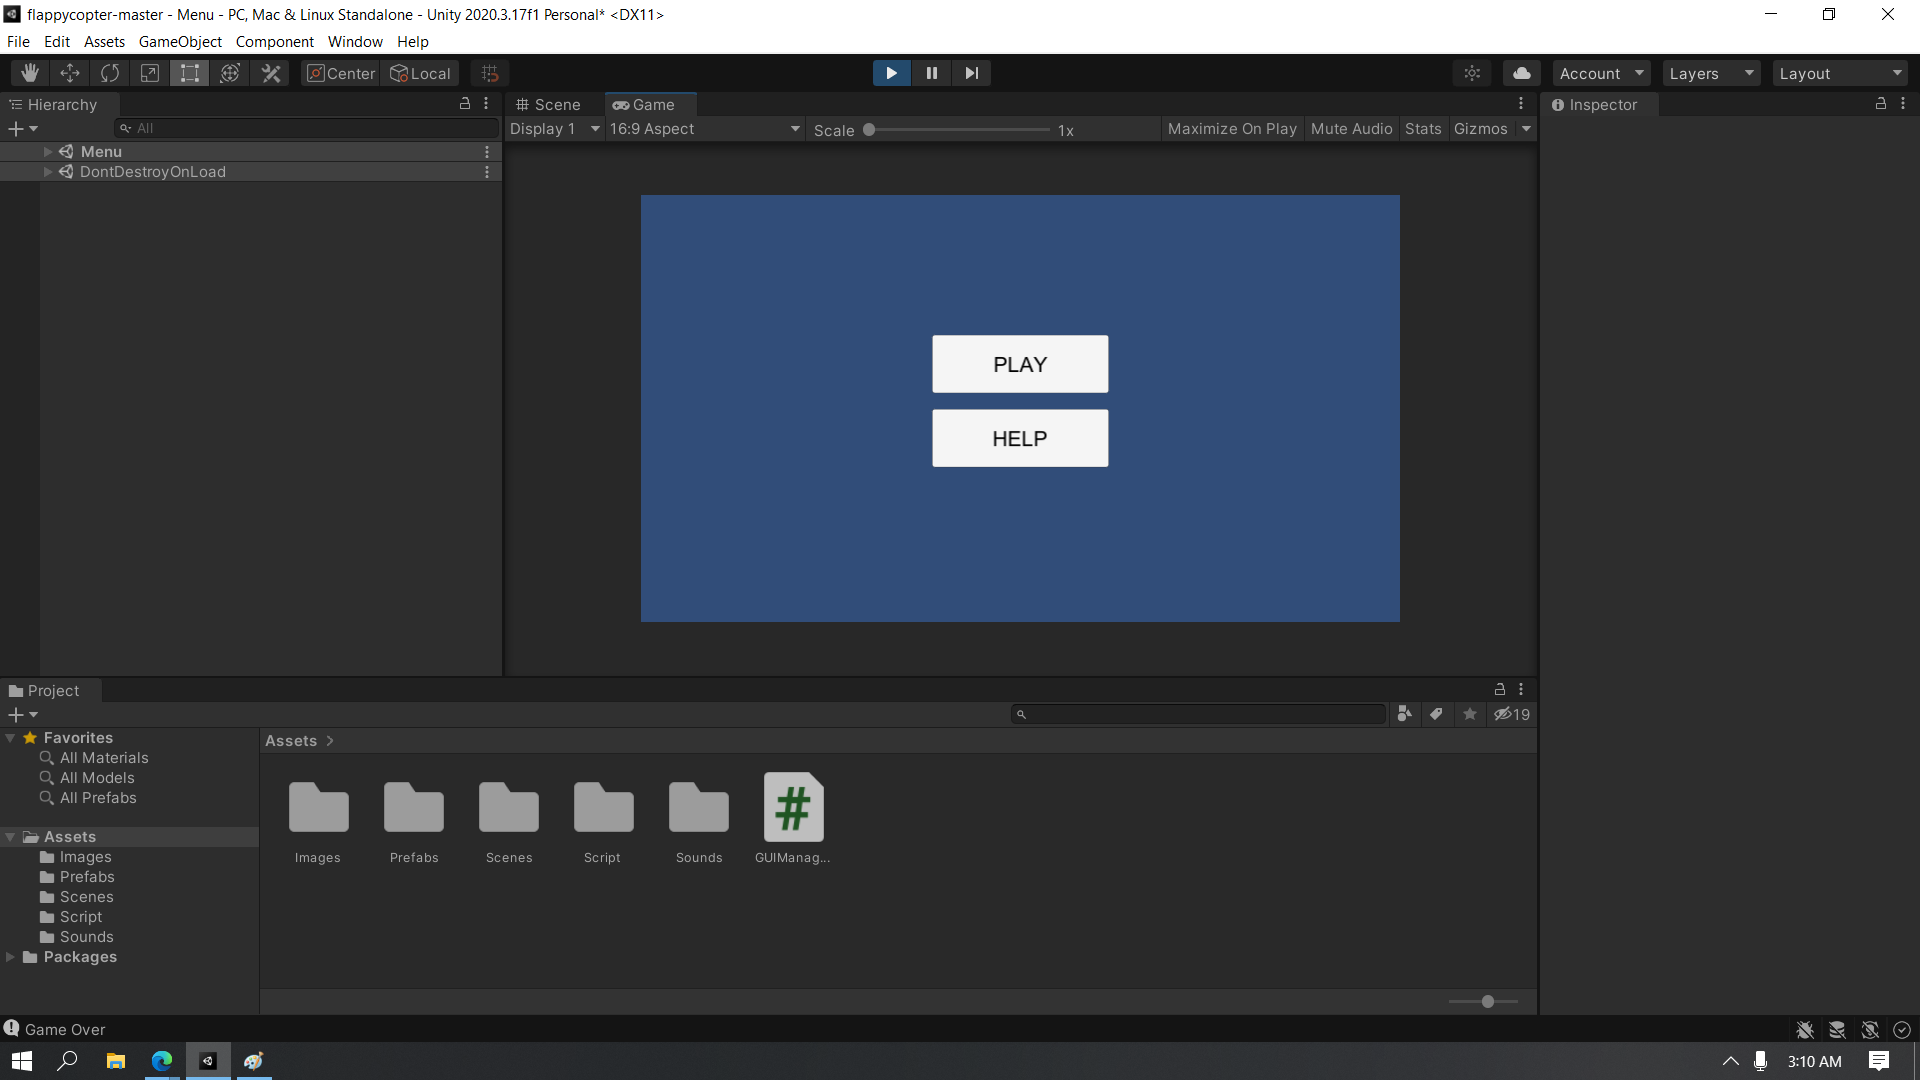 flappycopter-master - Menu - PC, Mac & Linux Standalone - Unity 2020.3.17f1 Personal* <DX11>
File Edit Assets GameObject Component Window Help
Center Local Account Layers Layout
Hierarchy
All
Menu
DontDestroyOnLoad
Scene Game
Display 1 16:9 Aspect Scale 1x Maximize On Play Mute Audio Stats Gizmos
PLAY
HELP
Inspector
Project
19
Favorites
All Materials
All Models
All Prefabs
Assets
Images
Prefabs
Scenes
Script
Sounds
Packages
Assets >
Images Prefabs Scenes Script Sounds GUIManag...
Game Over
3:10 AM